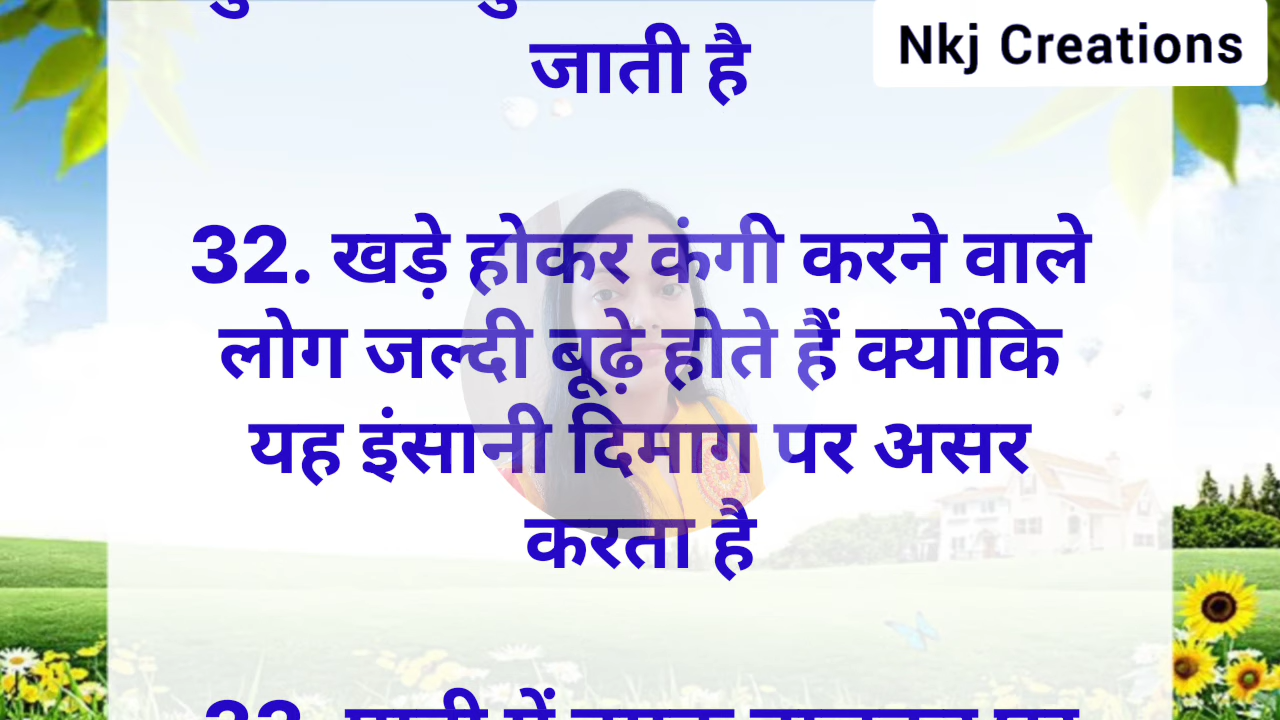 जाती है
Nkj Creations
32. खड़े होकर कंगी करने वाले
लोग जल्दी बूढ़े होते हैं क्योंकि
यह इंसानी दिमाग पर असर
करता है